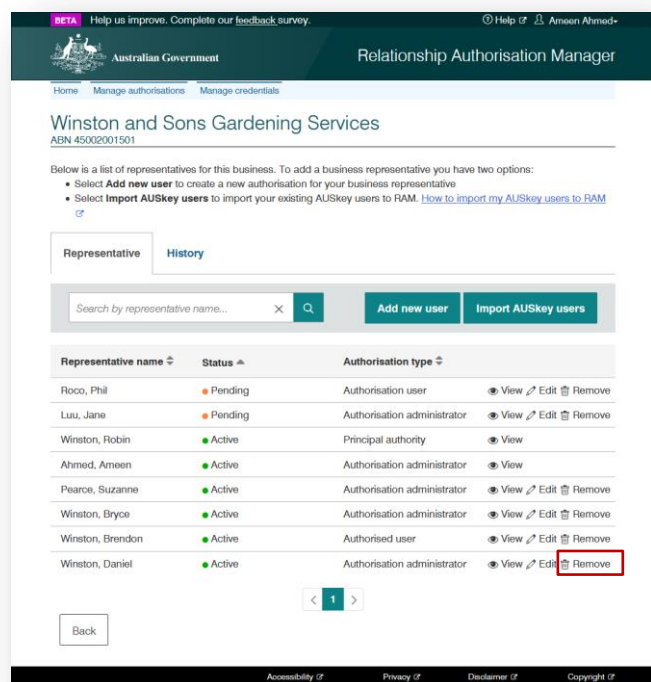 BETA Help us improve. Complete our feedback survey. Help Ameen Ahmed
Australian Government Relationship Authorisation Manager
Home Manage authorisations Manage credentials
Winston and Sons Gardening Services
ABN 45002001501
Below is a list of representatives for this business. To add a business representative you have two options:
• Select Add new user to create a new authorisation for your business representative
• Select Import AUSkey users to import your existing AUSkey users to RAM. How to import my AUSkey users to RAM
Representative History
Search by representative name... Add new user Import AUSkey users
Representative name Status Authorisation type
Roco, Phil Pending Authorisation user View Edit Remove
Luu, Jane Pending Authorisation administrator View Edit Remove
Winston, Robin Active Principal authority View
Ahmed, Ameen Active Authorisation administrator View
Pearce, Suzanne Active Authorisation administrator View Edit Remove
Winston, Bryce Active Authorisation administrator View Edit Remove
Winston, Brendon Active Authorised user View Edit Remove
Winston, Daniel Active Authorisation administrator View Edit Remove
< 1 >
Back
Accessibility Privacy Disclaimer Copyright